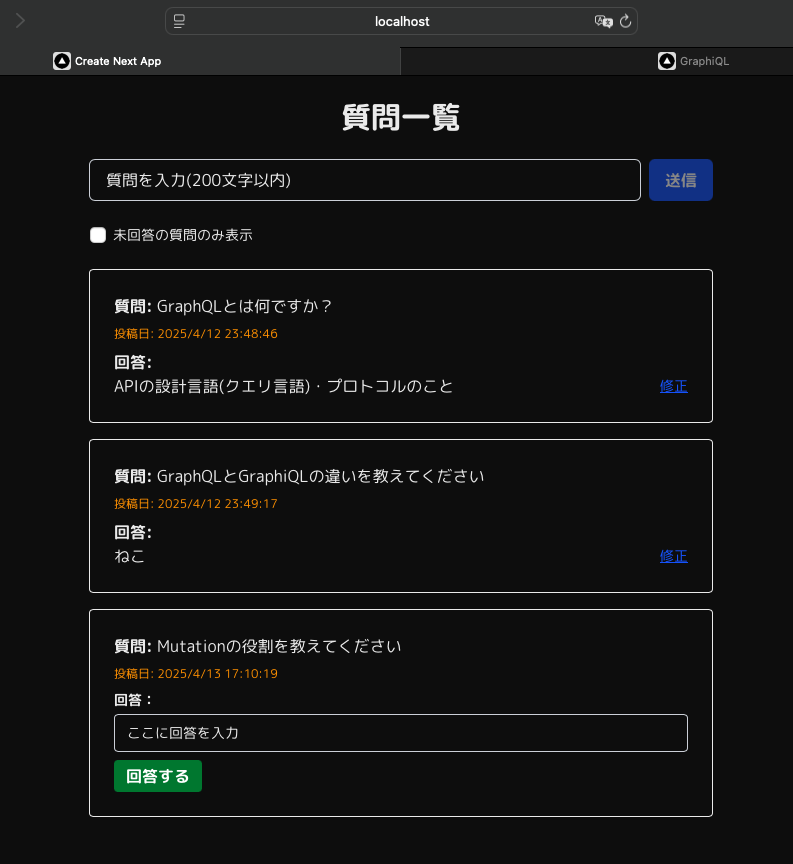 localhost
Create Next App
GraphiQL
質問一覧
質問を入力(200文字以内)
送信
未回答の質問のみ表示
質問: GraphQLとは何ですか？
投稿日: 2025/4/12 23:48:46
回答:
APIの設計言語(クエリ言語)・プロトコルのこと
修正
質問: GraphQLとGraphiQLの違いを教えてください
投稿日: 2025/4/12 23:49:17
回答:
ねこ
修正
質問: Mutationの役割を教えてください
投稿日: 2025/4/13 17:10:19
回答：
ここに回答を入力
回答する